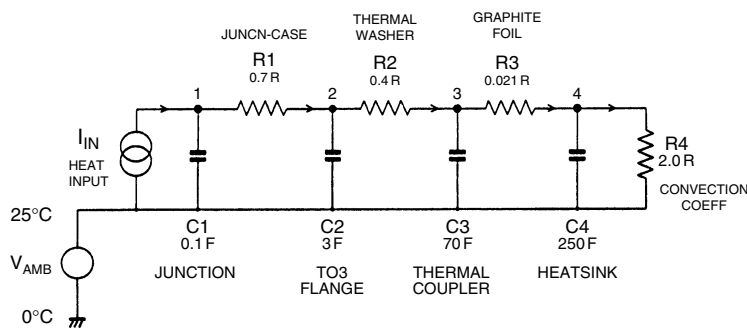 JUNCN-CASE
THERMAL
WASHER
GRAPHITE
FOIL
R1
0.7 R
R2
0.4 R
R3
0.021 R
1
2
3
4
I IN
HEAT
INPUT
R4
2.0 R
CONVECTION
COEFF
25°C
V AMB
0°C
C1
0.1 F
JUNCTION
C2
3 F
TO3
FLANGE
C3
70 F
THERMAL
COUPLER
C4
250 F
HEATSINK